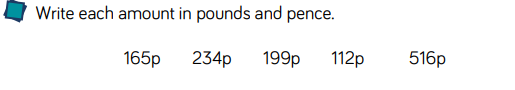 Write each amount in pounds and pence.
165p 234p 199p 112p 516p